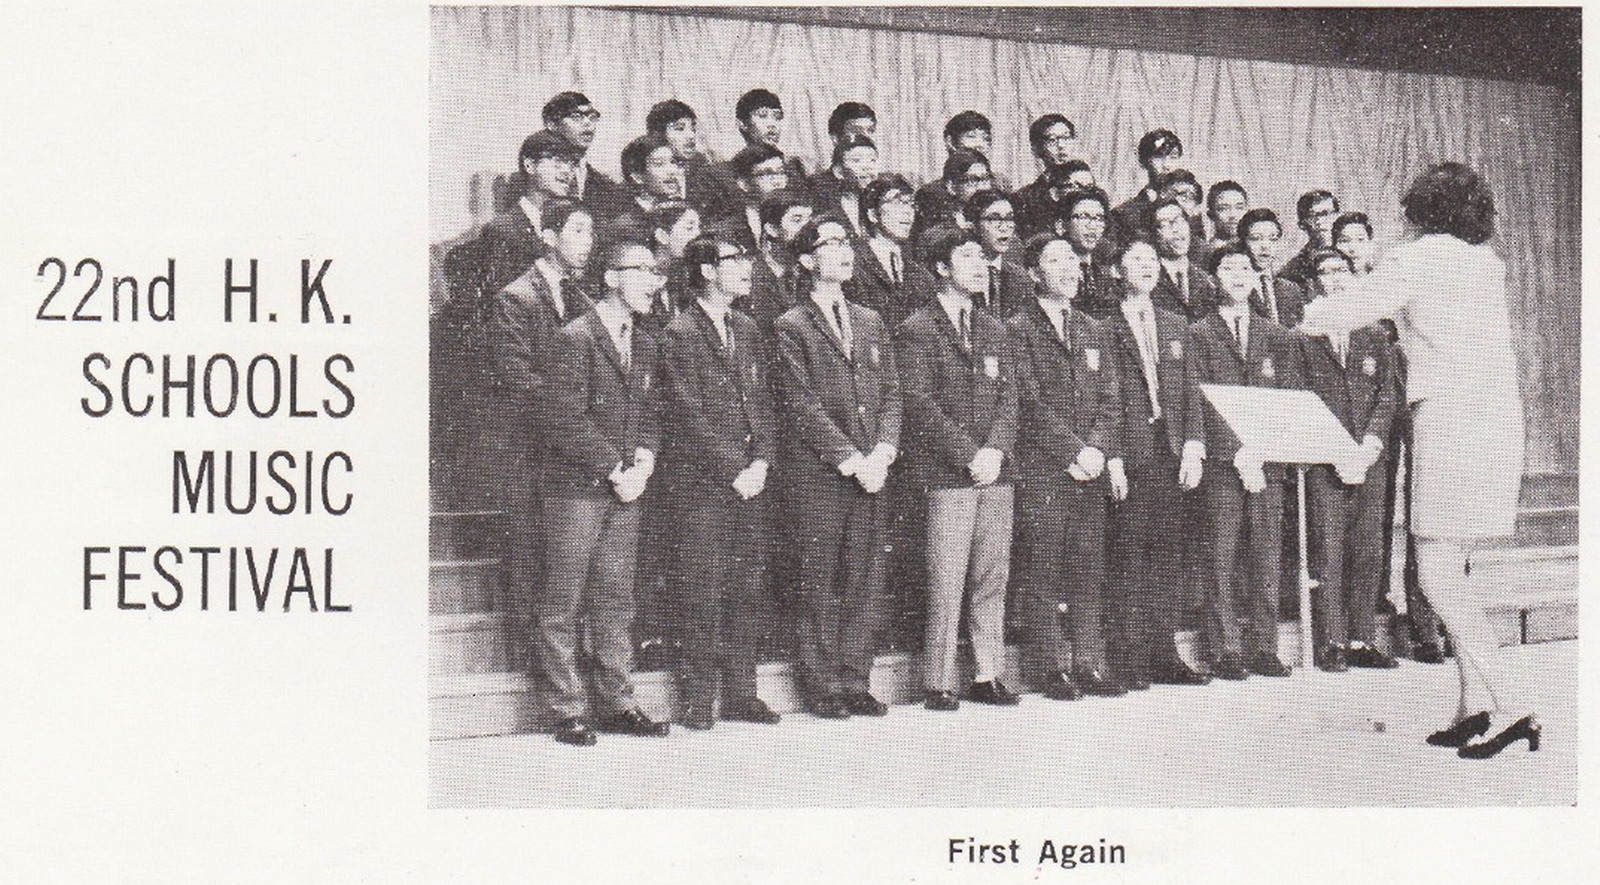 22nd H. K.
SCHOOLS
MUSIC
FESTIVAL
First Again